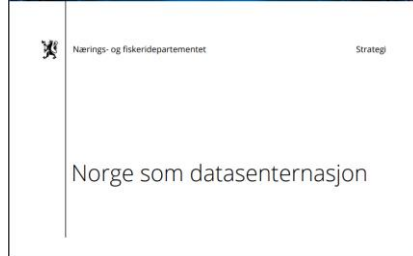 Nærings- og fiskeridepartementet Strategi
Norge som datasenternasjon